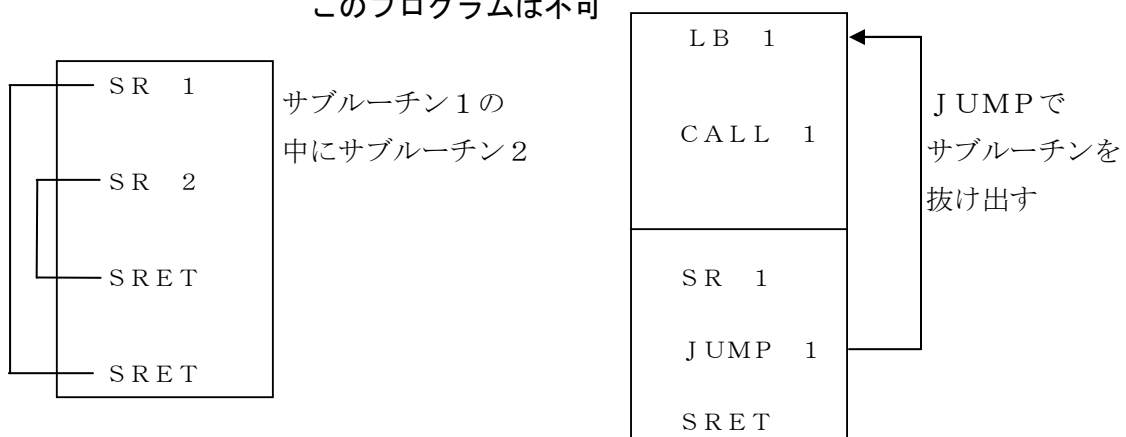 このプログラムは不可
SR 1
SR 2
SRET
SRET
サブルーチン１の
中にサブルーチン２
LB 1
CALL 1
SR 1
JUMP 1
SRET
JUMPで
サブルーチンを
抜け出す